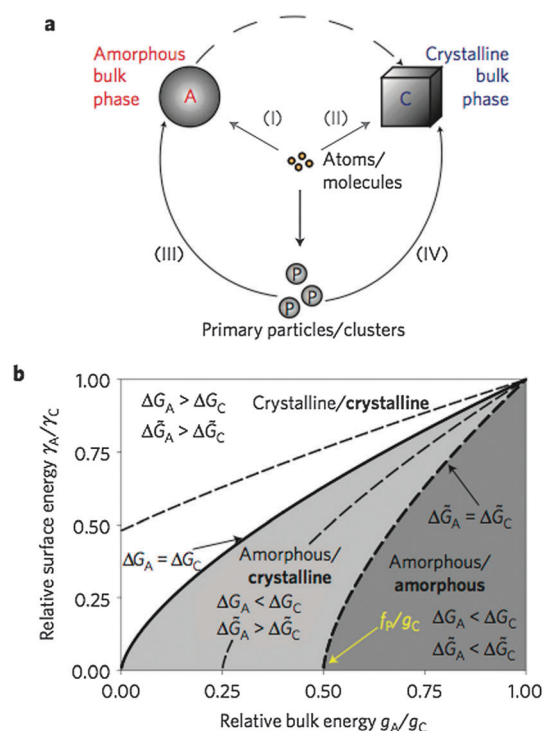 a
Amorphous
bulk
phase
Crystalline
bulk
phase
A
C
(I)
(II)
Atoms/
molecules
(III)
(IV)
P
P
P
Primary particles/clusters
b
Relative surface energy γA/γC
1.00
0.75
0.50
0.25
0.00
ΔGA > ΔGC
ΔG̃A > ΔG̃C
Crystalline/crystalline
ΔGA = ΔGC
ΔG̃A = ΔG̃C
Amorphous/
crystalline
ΔGA < ΔGC
ΔG̃A > ΔG̃C
Amorphous/
amorphous
fP/gC
ΔGA < ΔGC
ΔG̃A < ΔG̃C
0.00
0.25
0.50
0.75
1.00
Relative bulk energy gA/gC